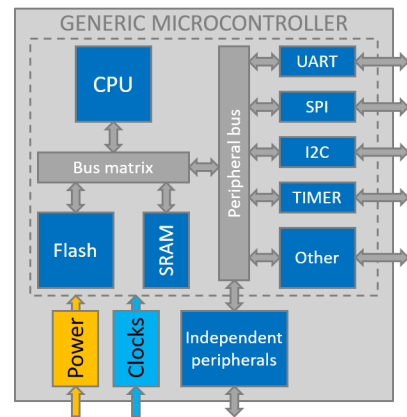 GENERIC MICROCONTROLLER
CPU
Bus matrix
Flash
SRAM
Peripheral bus
UART
SPI
I2C
TIMER
Other
Power
Clocks
Independent
peripherals